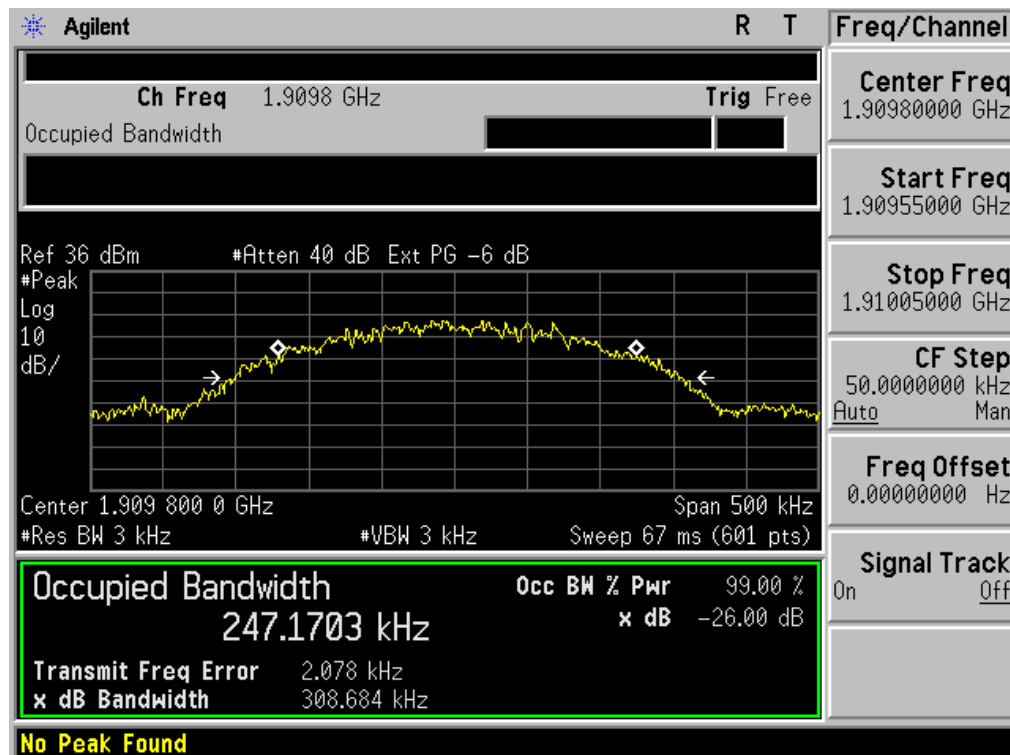 Agilent R T
Freq/Channel
Ch Freq 1.9098 GHz Trig Free
Occupied Bandwidth
Center Freq
1.90980000 GHz
Start Freq
1.90955000 GHz
Stop Freq
1.91005000 GHz
CF Step
50.0000000 kHz
Auto Man
Freq Offset
0.00000000 Hz
Signal Track
On Off
Ref 36 dBm #Atten 40 dB Ext PG -6 dB
#Peak
Log
10
dB/
Center 1.909 800 0 GHz Span 500 kHz
#Res BW 3 kHz #VBW 3 kHz Sweep 67 ms (601 pts)
Occupied Bandwidth Occ BW % Pwr 99.00 %
247.1703 kHz x dB -26.00 dB
Transmit Freq Error 2.078 kHz
x dB Bandwidth 308.684 kHz
No Peak Found